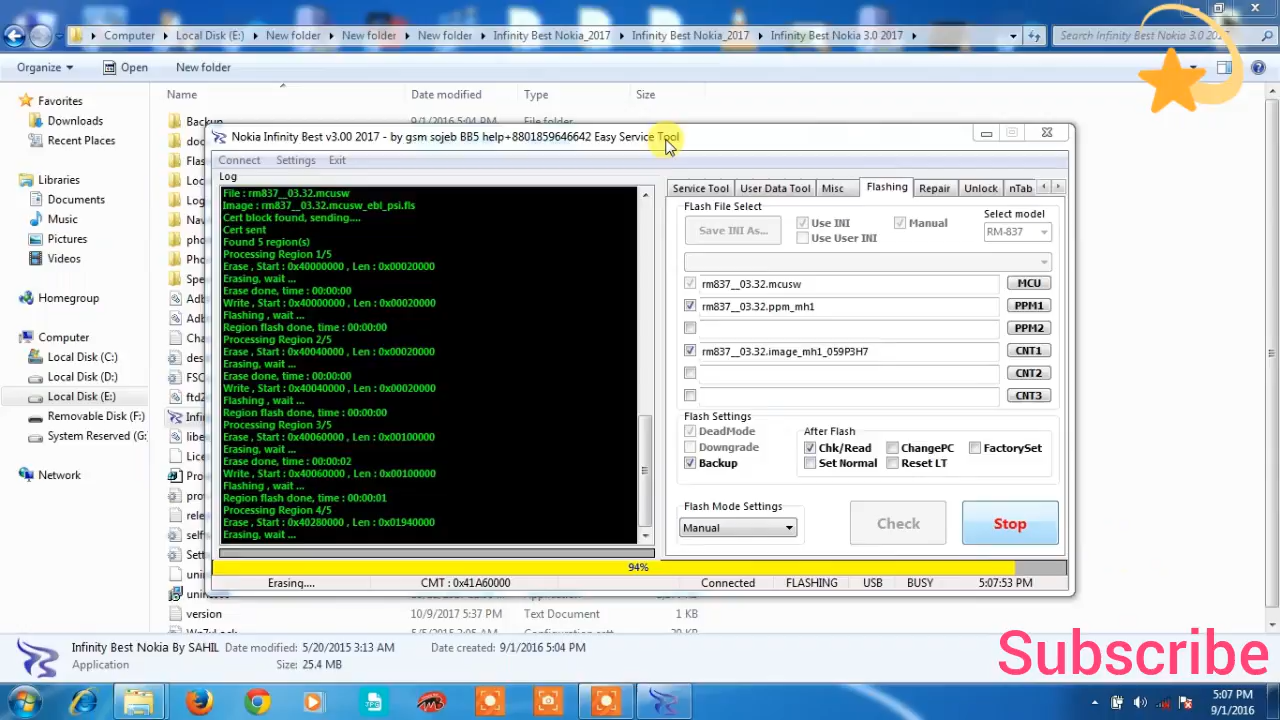 Computer Local Disk (E:) New folder New folder New folder Infinity Best Nokia_2017 Infinity Best Nokia_2017 Infinity Best Nokia 3.0 2017 Search Infinity Best Nokia 3.0
Organize Open New folder
Name Date modified Type Size
Favorites
Downloads
Recent Places
Libraries
Documents
Music
Pictures
Videos
Homegroup
Computer
Local Disk (C:)
Local Disk (D:)
Local Disk (E:)
Removable Disk (F:)
System Reserved (G:
Network
9/1/2016 5:04 PM File folder
Nokia Infinity Best v3.00 2017 - by gsm sojeb BB5 help+8801859646642 Easy Service Tool
Connect Settings Exit
Log
File : rm837__03.32.mcusw
Image : rm837__03.32.mcusw_ebl_psi.fls
Cert block found, sending....
Cert sent
Found 5 region(s)
Processing Region 1/5
Erase , Start : 0x40000000 , Len : 0x00020000
Erasing, wait ...
Erase done, time : 00:00:00
Write , Start : 0x40000000 , Len : 0x00020000
Flashing , wait ...
Region flash done, time : 00:00:00
Processing Region 2/5
Erase , Start : 0x40040000 , Len : 0x00020000
Erasing, wait ...
Erase done, time : 00:00:00
Write , Start : 0x40040000 , Len : 0x00020000
Flashing , wait ...
Region flash done, time : 00:00:00
Processing Region 3/5
Erase , Start : 0x40060000 , Len : 0x00100000
Erasing, wait ...
Erase done, time : 00:00:02
Write , Start : 0x40060000 , Len : 0x00100000
Flashing , wait ...
Region flash done, time : 00:00:01
Processing Region 4/5
Erase , Start : 0x40280000 , Len : 0x01940000
Erasing, wait ...
Service Tool User Data Tool Misc Flashing Repair Unlock nTab
FLash File Select
Save INI As... Use INI Manual
Use User INI
Select model
RM-837
rm837__03.32.mcusw MCU
rm837__03.32.ppm_mh1 PPM1
PPM2
rm837__03.32.image_mh1_059P3H7 CNT1
CNT2
CNT3
Flash Settings
DeadMode
Downgrade
Backup
After Flash
Chk/Read ChangePC FactorySet
Set Normal Reset LT
Flash Mode Settings
Manual
Check Stop
94%
Erasing.... CMT : 0x41A60000 Connected FLASHING USB BUSY 5:07:53 PM
version 10/9/2017 5:37 PM Text Document 1 KB
Infinity Best Nokia By SAHIL Date modified: 5/20/2015 3:13 AM Date created: 9/1/2016 5:04 PM
Application Size: 25.4 MB
Subscribe
5:07 PM
9/1/2016